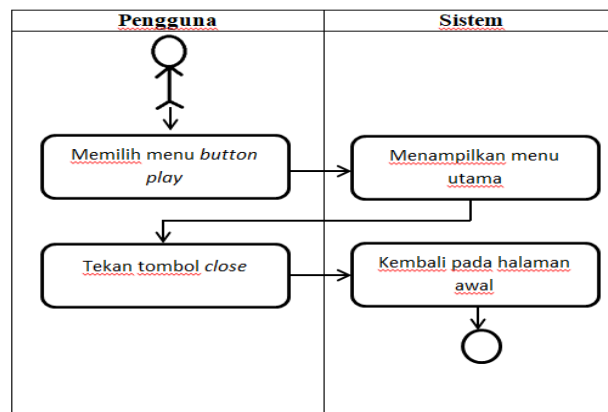 Pengguna
Sistem
Memilih menu button
play
Menampilkan menu
utama
Tekan tombol close
Kembali pada halaman
awal